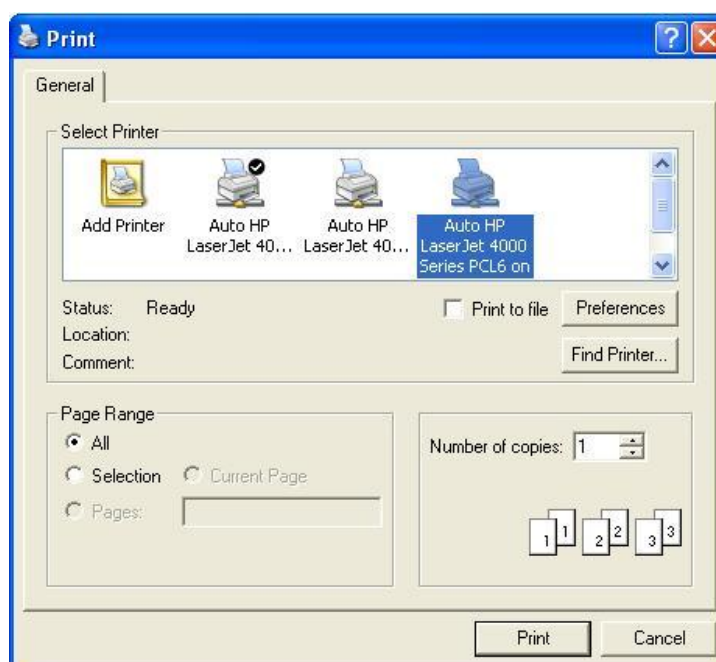 Print
General
Select Printer
Add Printer
Auto HP
LaserJet 40...
Auto HP
LaserJet 40...
Auto HP
LaserJet 4000
Series PCL6 on
Status: Ready
Print to file
Preferences
Location:
Comment:
Find Printer...
Page Range
All
Selection
Current Page
Pages:
Number of copies: 1
1 1 2 2 3 3
Print
Cancel